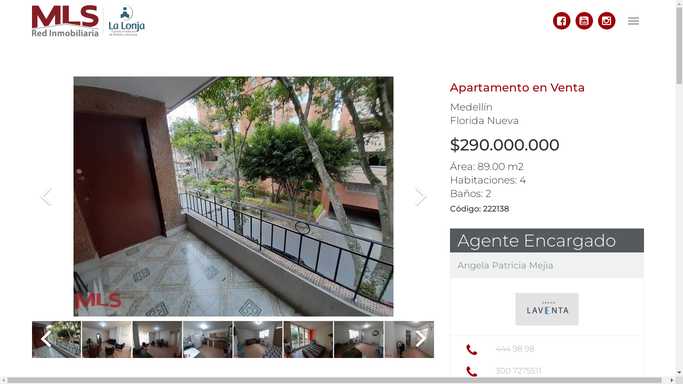 MLS
Red Inmobiliaria
La Lonja
Apartamento en Venta
Medellín
Florida Nueva
$290.000.000
Área: 89.00 m2
Habitaciones: 4
Baños: 2
Código: 222138
MLS
Agente Encargado
Angela Patricia Mejia
LAVENTA
444 98 98
300 7275511